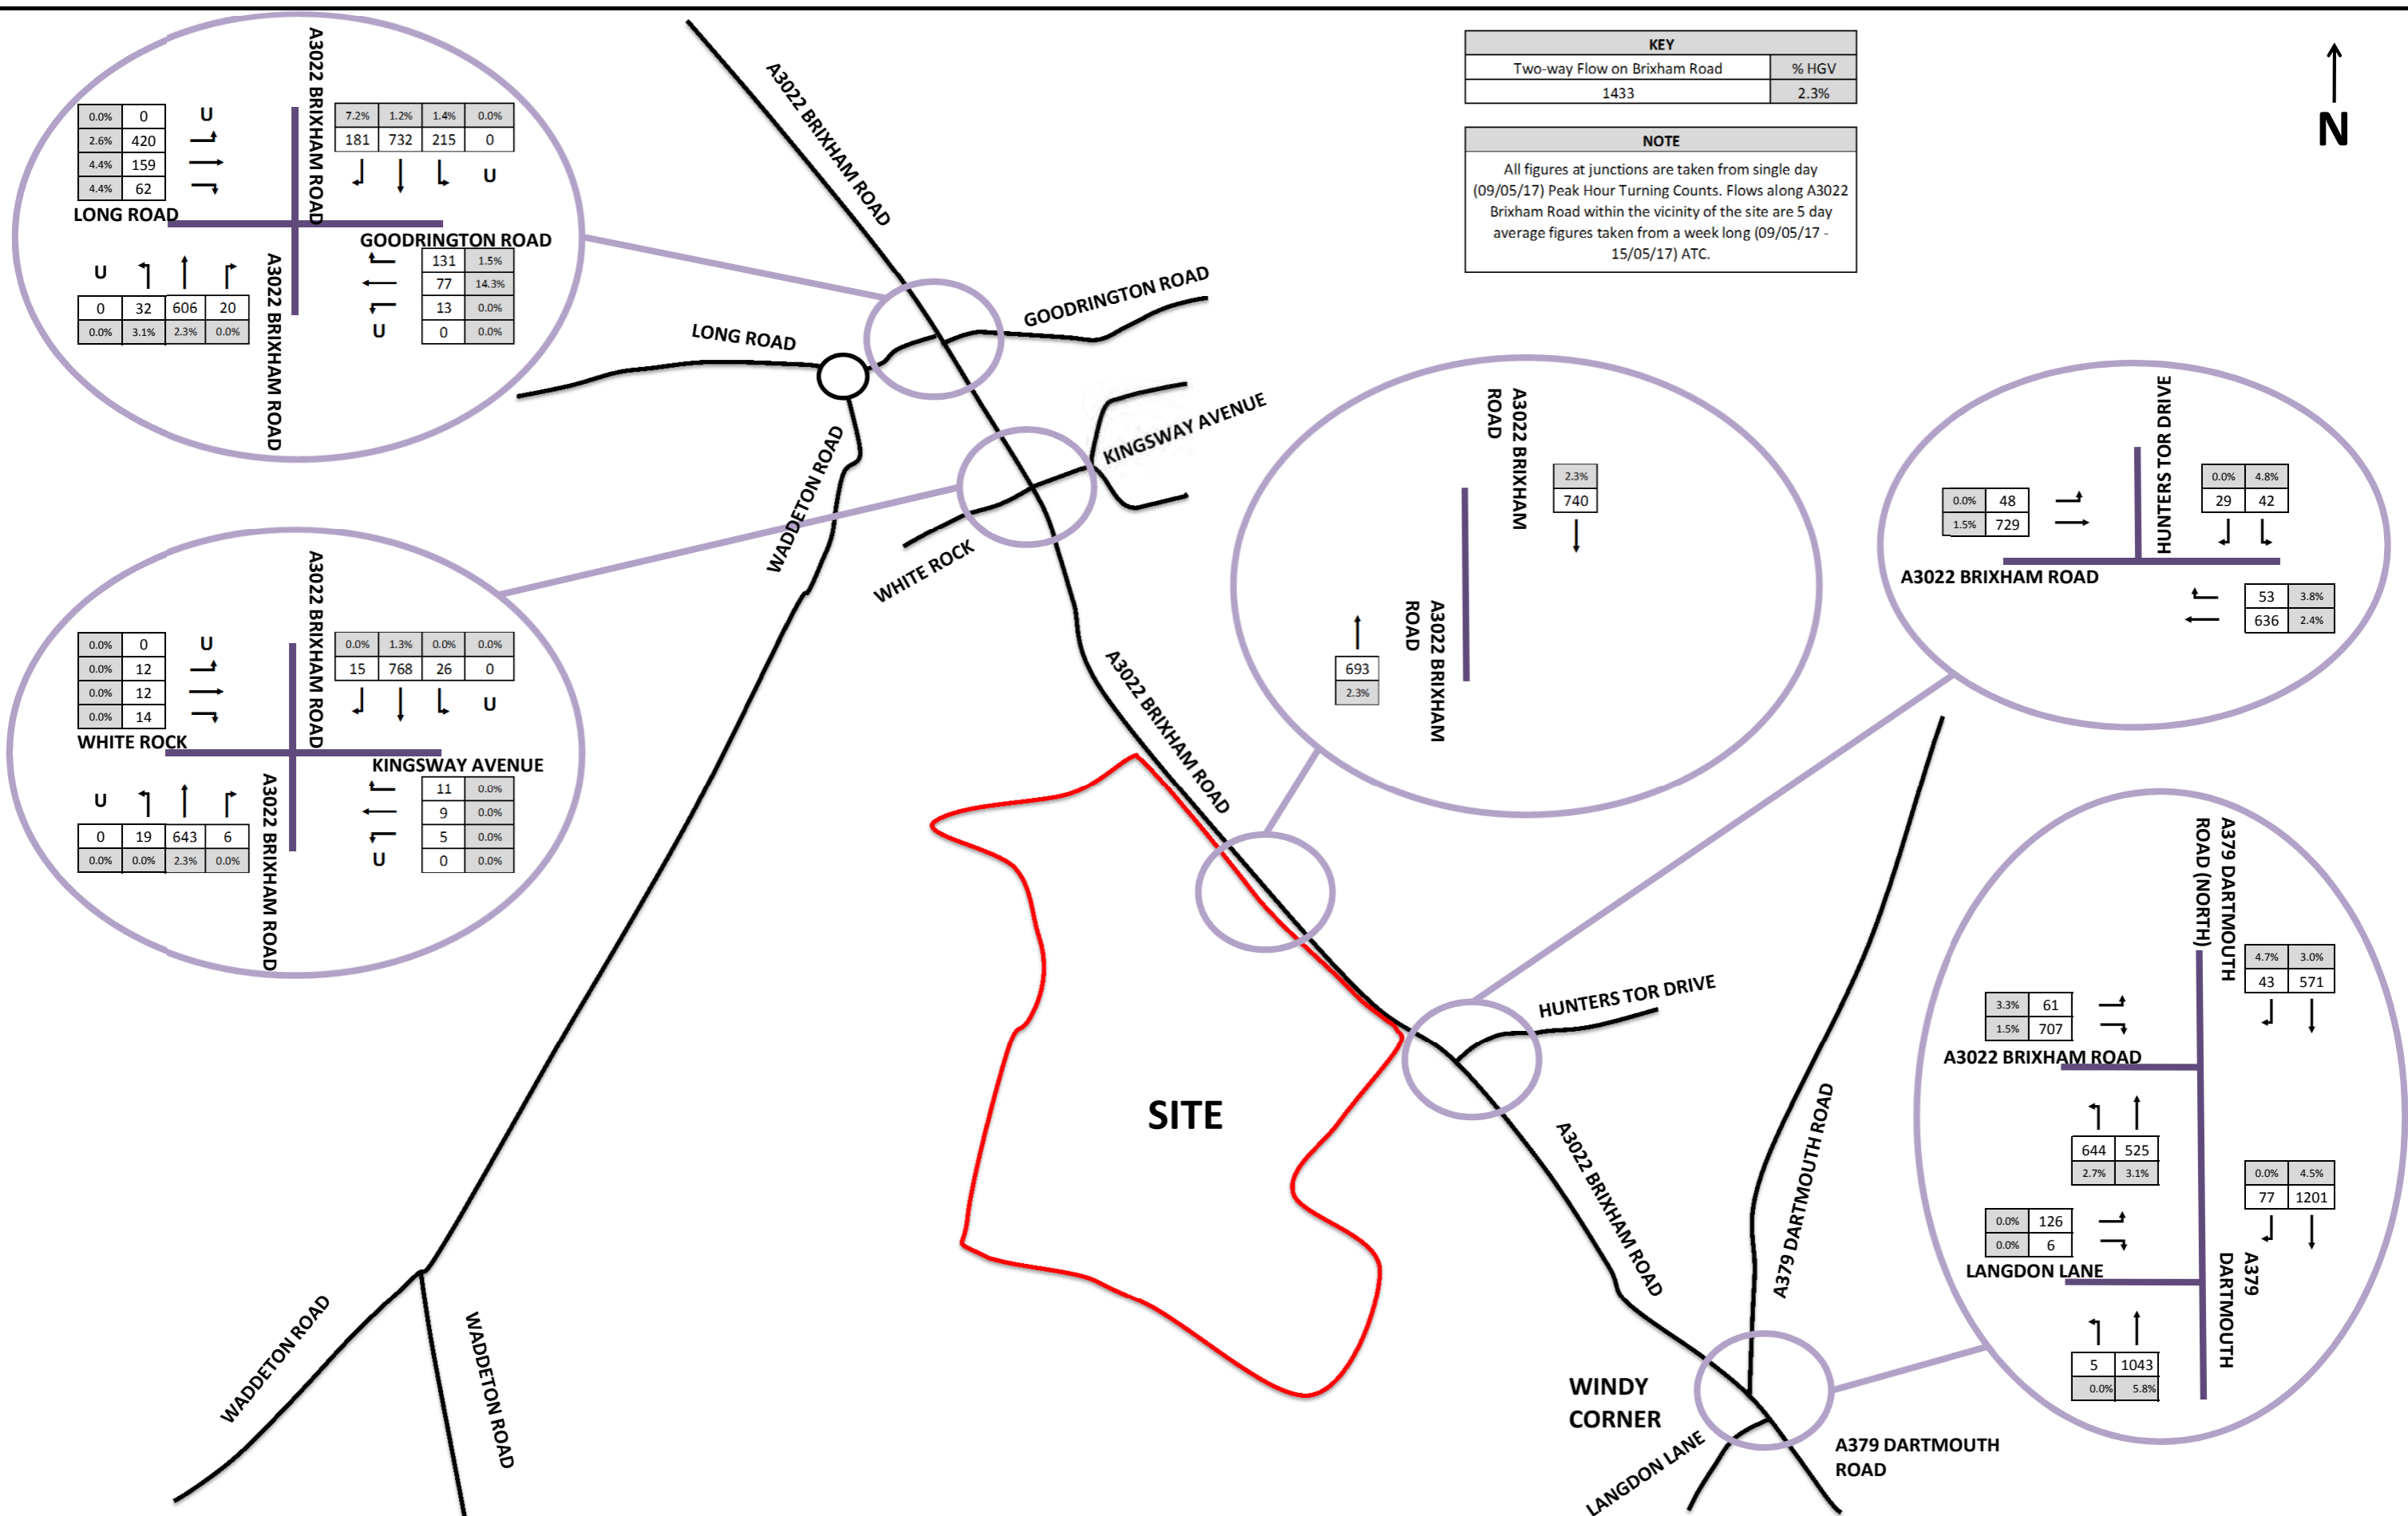 KEY
Two-way Flow on Brixham Road % HGV
1433 2.3%
NOTE
All figures at junctions are taken from single day
(09/05/17) Peak Hour Turning Counts. Flows along A3022
Brixham Road within the vicinity of the site are 5 day
average figures taken from a week long (09/05/17 -
15/05/17) ATC.
N
A3022 BRIXHAM ROAD
0.0% 0 U
2.6% 420
4.4% 159
4.4% 62
LONG ROAD
7.2% 1.2% 1.4% 0.0%
181 732 215 0
U
GOODRINGTON ROAD
131 1.5%
77 14.3%
13 0.0%
U 0 0.0%
U
0 32 606 20
0.0% 3.1% 2.3% 0.0%
A3022 BRIXHAM ROAD
A3022 BRIXHAM ROAD
0.0% 0 U
0.0% 12
0.0% 12
0.0% 14
WHITE ROCK
0.0% 1.3% 0.0% 0.0%
15 768 26 0
U
KINGSWAY AVENUE
11 0.0%
9 0.0%
5 0.0%
U 0 0.0%
U
0 19 643 6
0.0% 0.0% 2.3% 0.0%
A3022 BRIXHAM ROAD
A3022 BRIXHAM ROAD
GOODRINGTON ROAD
LONG ROAD
KINGSWAY AVENUE
WADDETON ROAD
WHITE ROCK
A3022 BRIXHAM ROAD
A3022 BRIXHAM
ROAD
2.3%
740
693
2.3%
A3022 BRIXHAM
ROAD
HUNTERS TOR DRIVE
0.0% 48
1.5% 729
0.0% 4.8%
29 42
A3022 BRIXHAM ROAD
53 3.8%
636 2.4%
SITE
HUNTERS TOR DRIVE
A3022 BRIXHAM ROAD
A379 DARTMOUTH ROAD
WADDETON ROAD
WADDETON ROAD
WINDY
CORNER
LANGDON LANE
A379 DARTMOUTH
ROAD
A379 DARTMOUTH
ROAD (NORTH)
4.7% 3.0%
43 571
3.3% 61
1.5% 707
A3022 BRIXHAM ROAD
644 525
2.7% 3.1%
0.0% 4.5%
77 1201
0.0% 126
0.0% 6
LANGDON LANE
A379
DARTMOUTH
5 1043
0.0% 5.8%